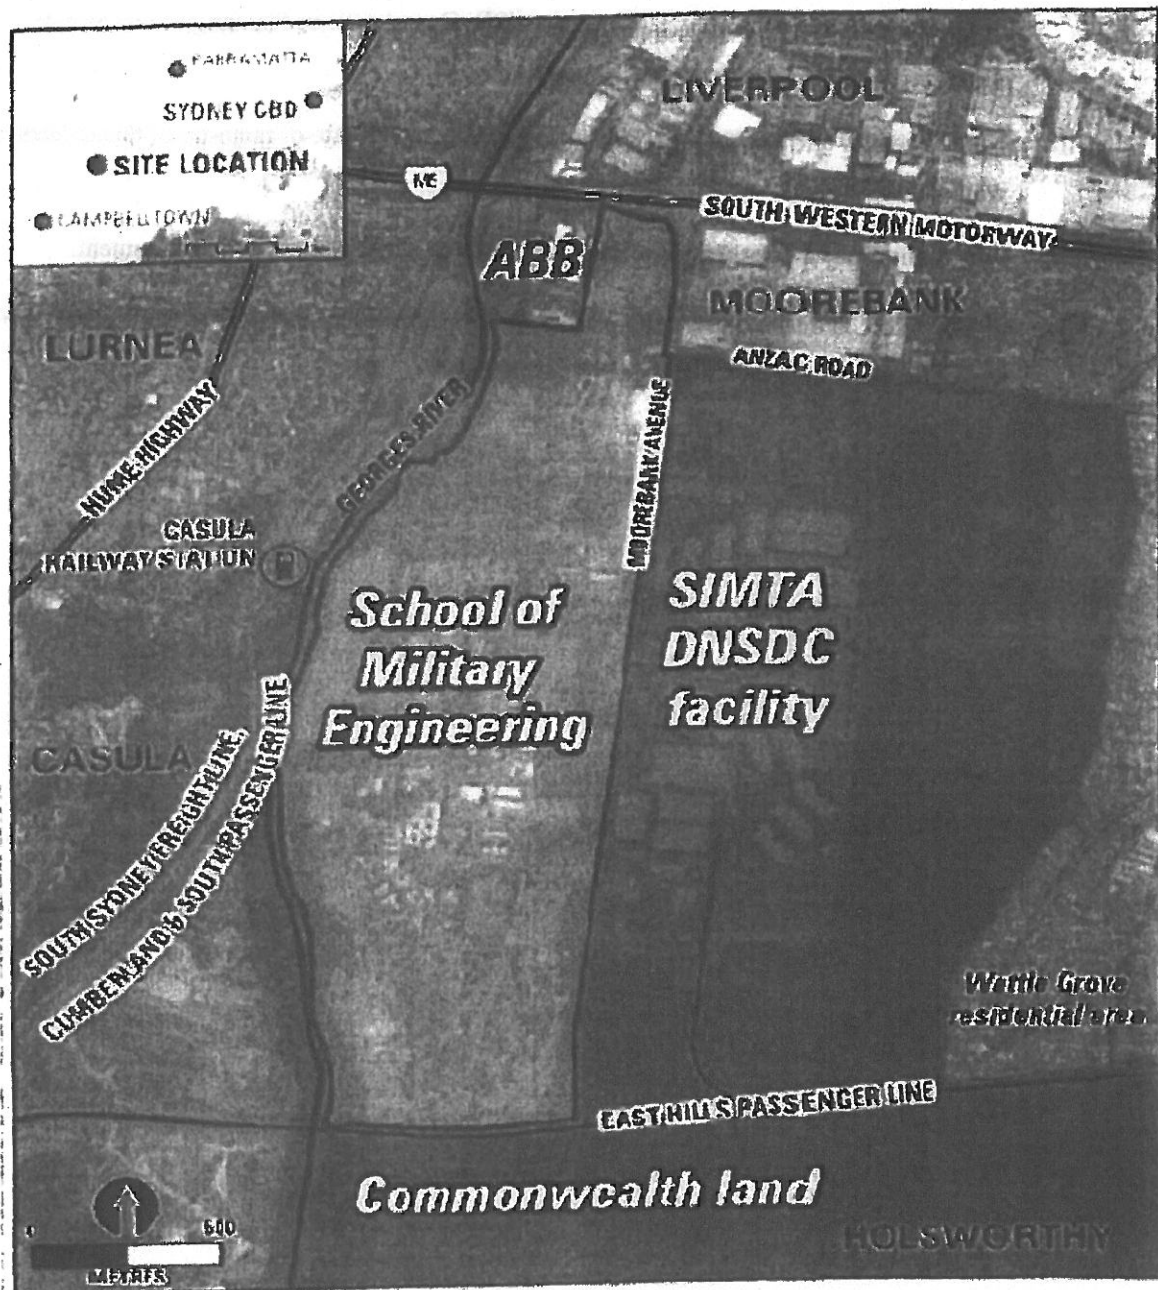 PARRAMATTA
SYDNEY CBD
SITE LOCATION
CAMPBELLTOWN
LIVERPOOL
M5
SOUTH WESTERN MOTORWAY
ABB
MOOREBANK
LURNEA
ANZAC ROAD
HUME HIGHWAY
GEORGES RIVER
MOOREBANK AVENUE
CASULA
RAILWAY STATION
School of
Military
Engineering
SIMTA
DNSDC
facility
CASULA
SOUTH SYDNEY FREIGHT LINE,
CUMBERLAND & SOUTH PASSENGER LINE
Wattle Grove
residential area
EAST HILLS PASSENGER LINE
Commonwealth land
HOLSWORTHY
0 500
METRES